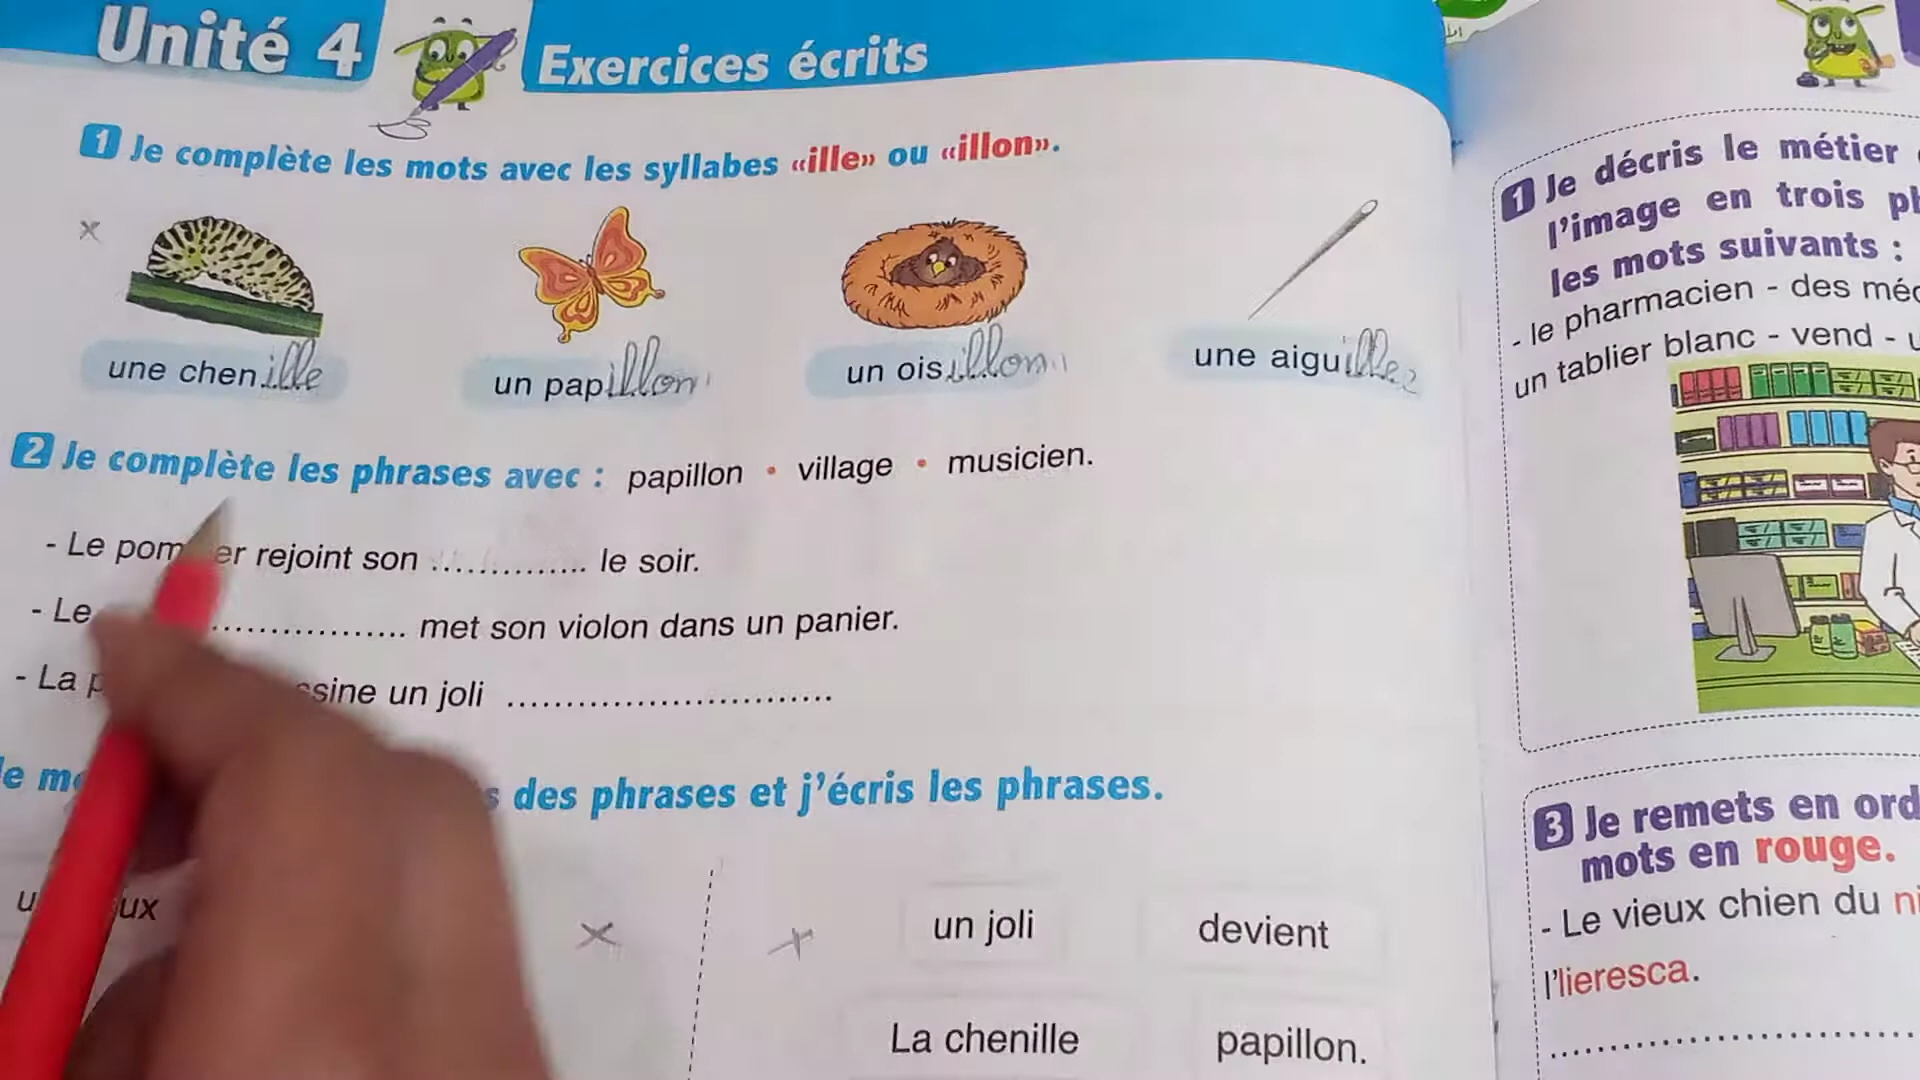 Unité 4
Exercices écrits
1 Je complète les mots avec les syllabes «ille» ou «illon».
une chenille
un papillon
un oisillon
une aiguille
2 Je complète les phrases avec : papillon • village • musicien.
- Le pom er rejoint son .............. le soir.
- Le .................. met son violon dans un panier.
- La p ssine un joli ..............................
des phrases et j'écris les phrases.
ux
un joli
devient
La chenille
papillon.
1 Je décris le métier
l'image en trois
les mots suivants :
- le pharmacien - des
un tablier blanc - vend -
3 Je remets en
mots en rouge.
- Le vieux chien du
l'lieresca.